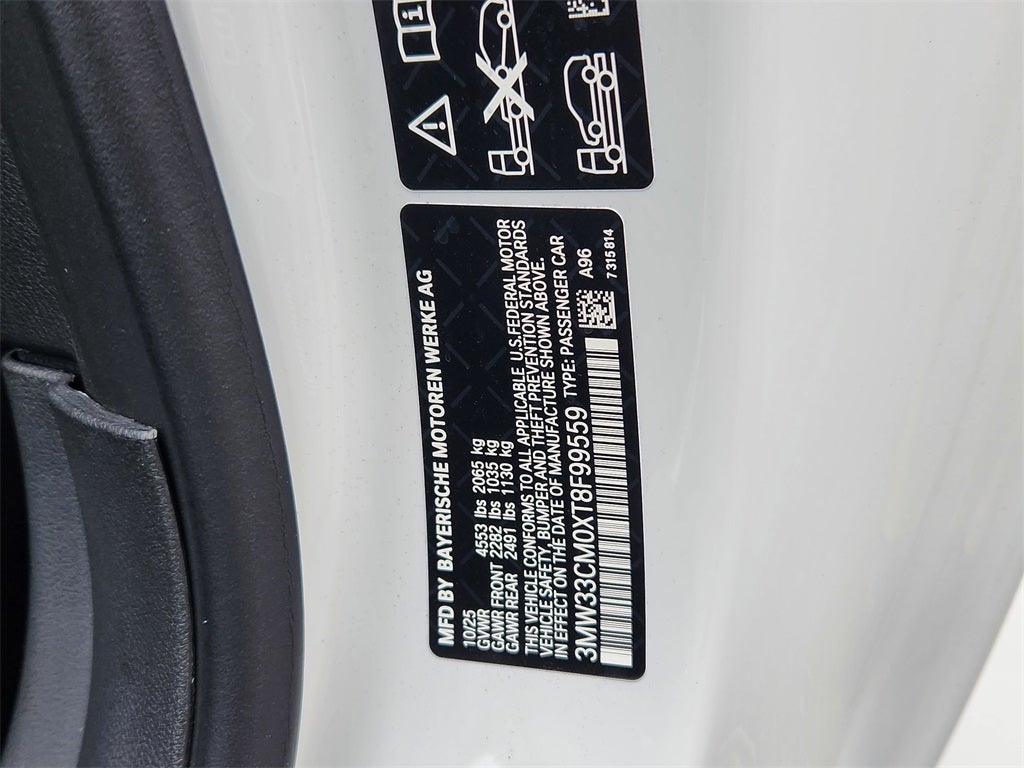 MFD BY BAYERISCHE MOTOREN WERKE AG
10/25
GVWR 4553 lbs 2065 kg
GAWR FRONT 2282 lbs 1035 kg
GAWR REAR 2491 lbs 1130 kg
THIS VEHICLE CONFORMS TO ALL APPLICABLE U.S.FEDERAL MOTOR
VEHICLE SAFETY, BUMPER AND THEFT PREVENTION STANDARDS
IN EFFECT ON THE DATE OF MANUFACTURE SHOWN ABOVE.
3MW33CM0XT8F99559 TYPE: PASSENGER CAR
A96
7315814